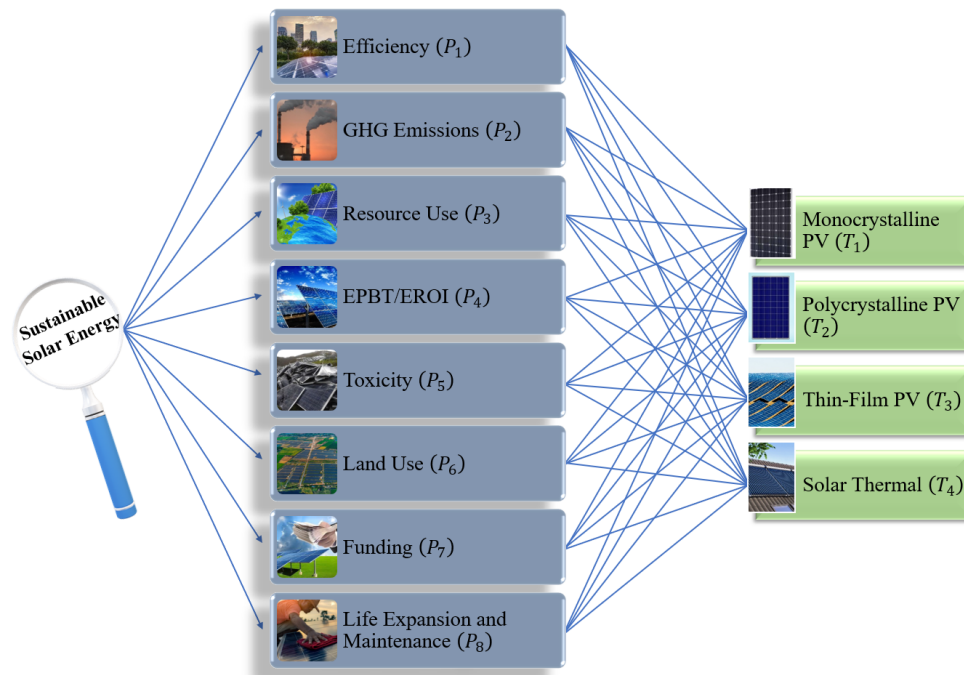 Sustainable
Solar Energy
Efficiency (P₁)
GHG Emissions (P₂)
Resource Use (P₃)
EPBT/EROI (P₄)
Toxicity (P₅)
Land Use (P₆)
Funding (P₇)
Life Expansion and
Maintenance (P₈)
Monocrystalline
PV (T₁)
Polycrystalline PV
(T₂)
Thin-Film PV (T₃)
Solar Thermal (T₄)